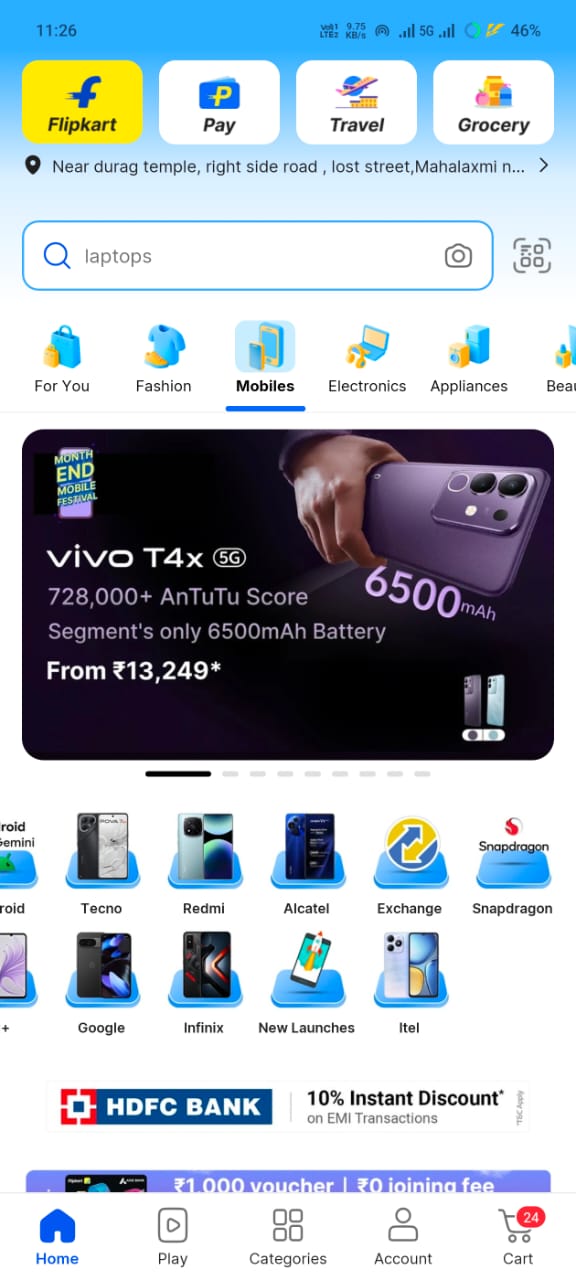 11:26
Vo1 LTE2 9.75 KB/s 5G 46%
Flipkart
Pay
Travel
Grocery
Near durag temple, right side road , lost street,Mahalaxmi n...
laptops
For You
Fashion
Mobiles
Electronics
Appliances
Beau
MONTH
END
MOBILE
FESTIVAL
vivo T4x 5G
728,000+ AnTuTu Score
Segment's only 6500mAh Battery
From ₹13,249*
6500mAh
roid
Gemini
Snapdragon
roid
Tecno
Redmi
Alcatel
Exchange
Snapdragon
+
Google
Infinix
New Launches
Itel
HDFC BANK
10% Instant Discount*
on EMI Transactions
*T&C Apply
₹1,000 voucher | ₹0 joining fee
Home
Play
Categories
Account
24
Cart